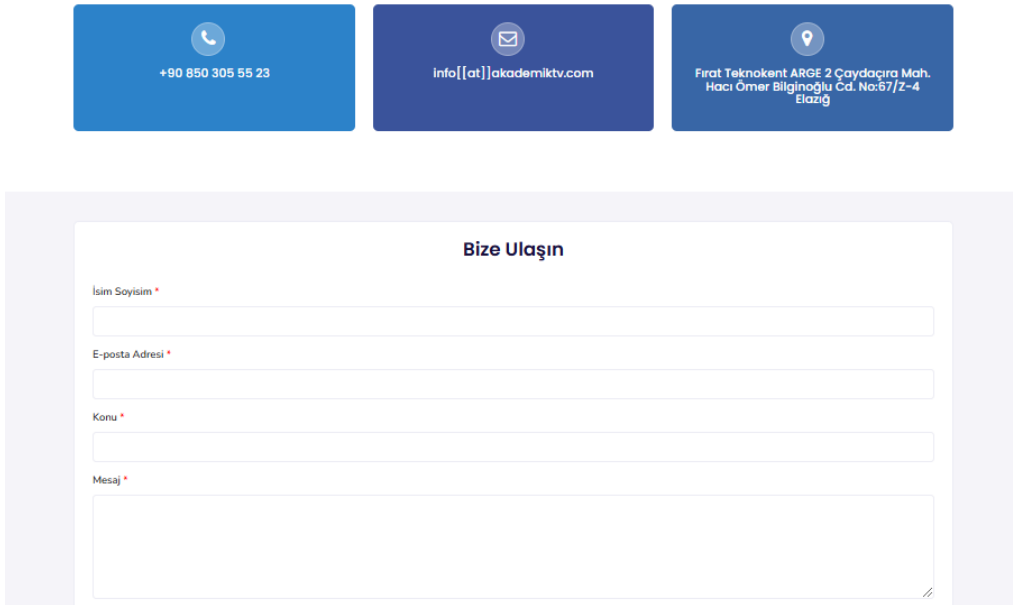 +90 850 305 55 23
info[[at]]akademiktv.com
Fırat Teknokent ARGE 2 Çaydaçıra Mah.
Hacı Ömer Bilginoğlu Cd. No:67/Z-4
Elazığ
Bize Ulaşın
İsim Soyisim *
E-posta Adresi *
Konu *
Mesaj *